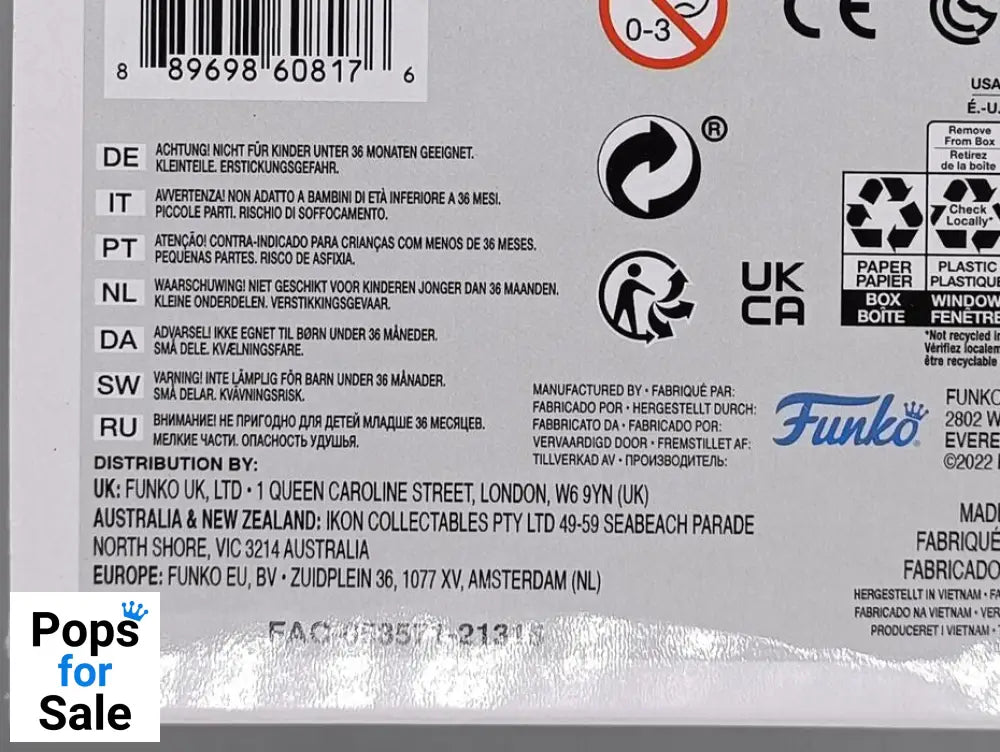 8 89698 60817 6
0-3
CE
®
USA
É.-U.
Remove
From Box
Retirez
de la boîte
Check
Locally*
PAPER
PAPIER
BOX
BOÎTE
PLASTIC
PLASTIQUE
WINDOW
FENÊTRE
*Not recycled
Vérifiez
être recyclable
UK
CA
DE ACHTUNG! NICHT FÜR KINDER UNTER 36 MONATEN GEEIGNET.
KLEINTEILE. ERSTICKUNGSGEFAHR.
IT AVVERTENZA! NON ADATTO A BAMBINI DI ETÀ INFERIORE A 36 MESI.
PICCOLE PARTI. RISCHIO DI SOFFOCAMENTO.
PT ATENÇÃO! CONTRA-INDICADO PARA CRIANÇAS COM MENOS DE 36 MESES.
PEQUENAS PARTES. RISCO DE ASFIXIA.
NL WAARSCHUWING! NIET GESCHIKT VOOR KINDEREN JONGER DAN 36 MAANDEN.
KLEINE ONDERDELEN. VERSTIKKINGSGEVAAR.
DA ADVARSEL! IKKE EGNET TIL BØRN UNDER 36 MÅNEDER.
SMÅ DELE. KVÆLNINGSFARE.
SW VARNING! INTE LÄMPLIG FÖR BARN UNDER 36 MÅNADER.
SMÅ DELAR. KVÄVNINGSRISK.
RU ВНИМАНИЕ! НЕ ПРИГОДНО ДЛЯ ДЕТЕЙ МЛАДШЕ 36 МЕСЯЦЕВ.
МЕЛКИЕ ЧАСТИ. ОПАСНОСТЬ УДУШЬЯ.
MANUFACTURED BY • FABRIQUÉ PAR:
FABRICADO POR • HERGESTELLT DURCH:
FABBRICATO DA • FABRICADO POR:
VERVAARDIGD DOOR • FREMSTILLET AF:
TILLVERKAD AV • ПРОИЗВОДИТЕЛЬ:
Funko
FUNKO
2802 W
EVERE
©2022
DISTRIBUTION BY:
UK: FUNKO UK, LTD • 1 QUEEN CAROLINE STREET, LONDON, W6 9YN (UK)
AUSTRALIA & NEW ZEALAND: IKON COLLECTABLES PTY LTD 49-59 SEABEACH PARADE
NORTH SHORE, VIC 3214 AUSTRALIA
EUROPE: FUNKO EU, BV • ZUIDPLEIN 36, 1077 XV, AMSTERDAM (NL)
MADE
FABRIQUÉ
FABRICADO
HERGESTELLT IN VIETNAM •
FABRICADO NA VIETNAM •
PRODUCERET I VIETNAM •
Pops
for
Sale